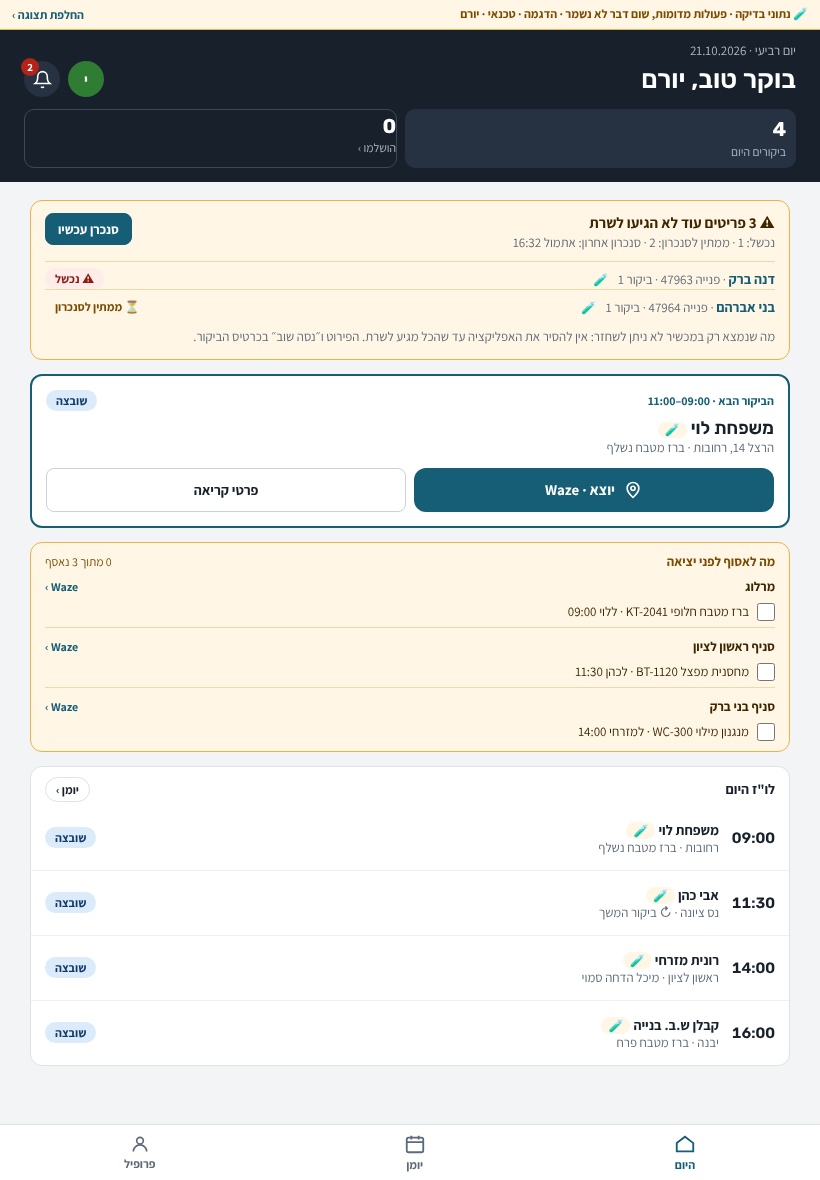 🧪 נתוני בדיקה · פעולות מדומות, שום דבר לא נשמר · הדגמה · טכנאי · יורם
החלפת תצוגה ‹
יום רביעי · 21.10.2026
בוקר טוב, יורם
י
2
4
ביקורים היום
0
הושלמו ‹
⚠ 3 פריטים עוד לא הגיעו לשרת
נכשל: 1 · ממתין לסנכרון: 2 · סנכרון אחרון: אתמול 16:32
סנכרן עכשיו
דנה ברק · פנייה 47963 · ביקור 1 🧪
⚠ נכשל
בני אברהם · פנייה 47964 · ביקור 1 🧪
⏳ ממתין לסנכרון
מה שנמצא רק במכשיר לא ניתן לשחזר: אין להסיר את האפליקציה עד שהכל מגיע לשרת. הפירוט ו״נסה שוב״ בכרטיס הביקור.
הביקור הבא · 09:00–11:00
שובצה
משפחת לוי 🧪
הרצל 14, רחובות · ברז מטבח נשלף
יוצא · Waze
פרטי קריאה
מה לאסוף לפני יציאה
0 מתוך 3 נאסף
מרלוג
Waze ‹
ברז מטבח חלופי KT-2041 · ללוי 09:00
סניף ראשון לציון
Waze ‹
מחסנית מפצל BT-1120 · לכהן 11:30
סניף בני ברק
Waze ‹
מנגנון מילוי WC-300 · למזרחי 14:00
לו"ז היום
יומן ‹
09:00
משפחת לוי 🧪
רחובות · ברז מטבח נשלף
שובצה
11:30
אבי כהן 🧪
נס ציונה · ↻ ביקור המשך
שובצה
14:00
רונית מזרחי 🧪
ראשון לציון · מיכל הדחה סמוי
שובצה
16:00
קבלן ש.ב. בנייה 🧪
יבנה · ברז מטבח פרח
שובצה
היום
יומן
פרופיל